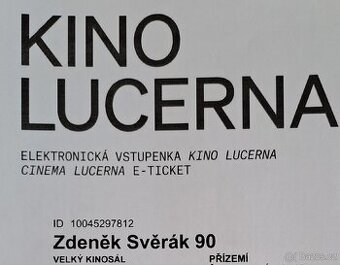 KINO
LUCERNA
ELEKTRONICKÁ VSTUPENKA KINO LUCERNA
CINEMA LUCERNA E-TICKET
ID 10045297812
Zdeněk Svěrák 90
VELKÝ KINOSÁL PŘÍZEMÍ